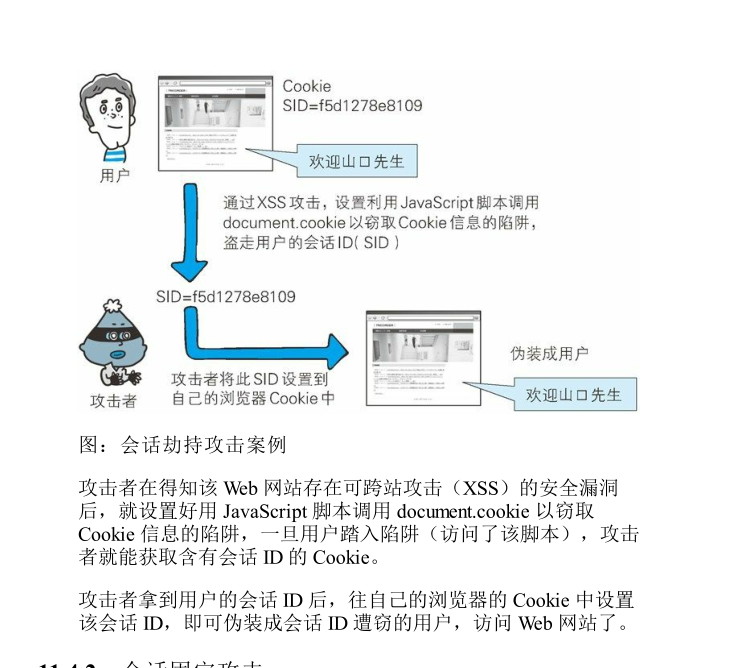 Cookie
SID=f5d1278e8109
欢迎山口先生
用户
通过XSS攻击，设置利用JavaScript脚本调用
document.cookie以窃取Cookie信息的陷阱，
盗走用户的会话ID( SID )
SID=f5d1278e8109
攻击者将此SID设置到
自己的浏览器Cookie中
攻击者
伪装成用户
欢迎山口先生
图：会话劫持攻击案例
攻击者在得知该 Web 网站存在可跨站攻击（XSS）的安全漏洞
后，就设置好用 JavaScript 脚本调用 document.cookie 以窃取
Cookie 信息的陷阱，一旦用户踏入陷阱（访问了该脚本），攻击
者就能获取含有会话 ID 的 Cookie。
攻击者拿到用户的会话 ID 后，往自己的浏览器的 Cookie 中设置
该会话 ID，即可伪装成会话 ID 遭窃的用户，访问 Web 网站了。
11.4.2 会话固定攻击